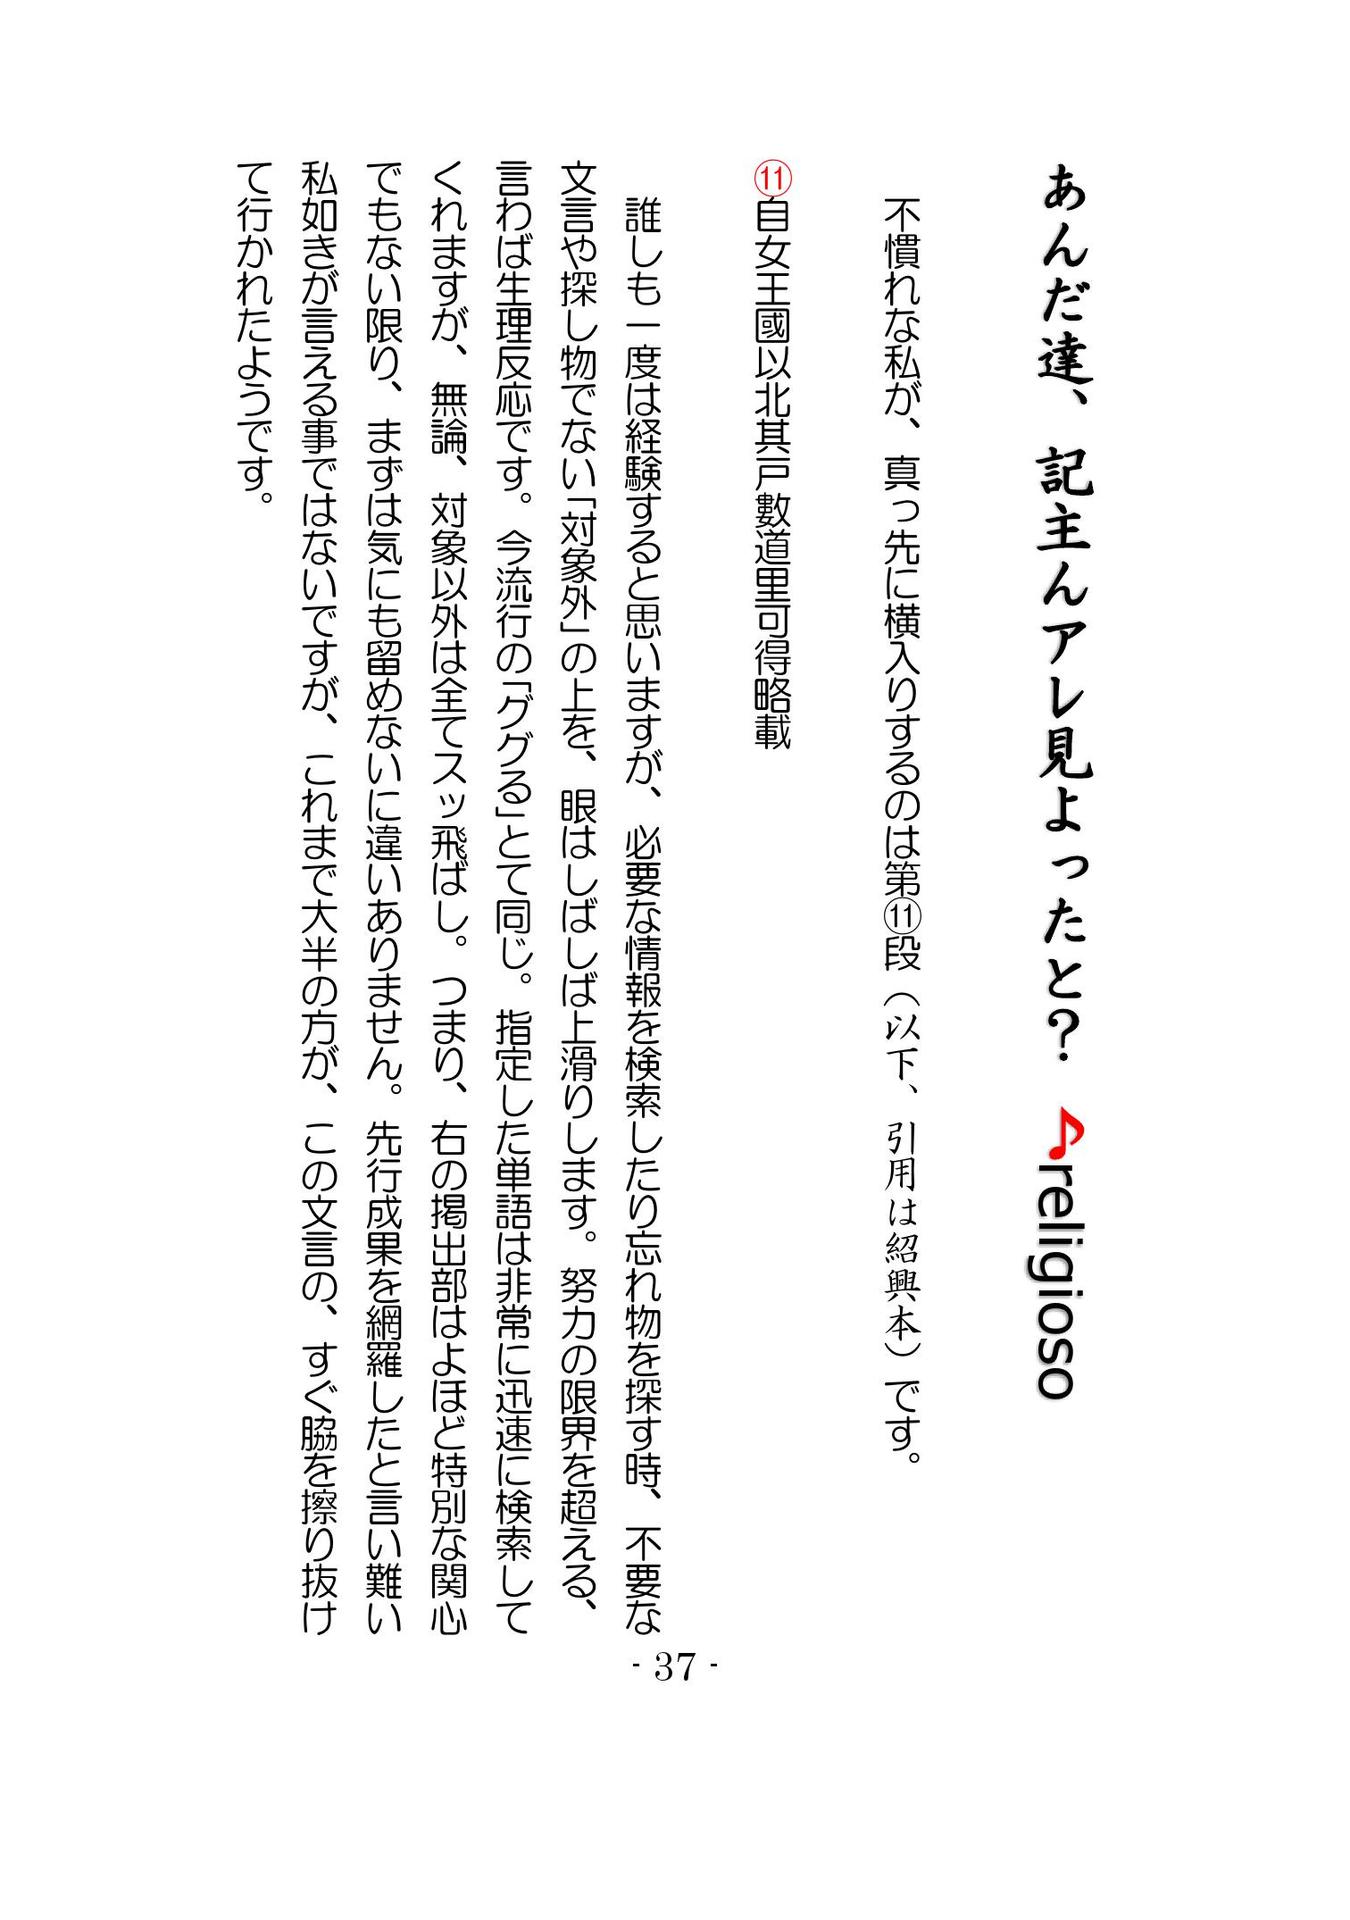 あんだ達、記主んアレ見よったと？ ♪religioso
不慣れな私が、真っ先に横入りするのは第⑪段（以下、引用は紹興本）です。
⑪自女王國以北其戸數道里可得略載
誰しも一度は経験すると思いますが、必要な情報を検索したり忘れ物を探す時、不要な
文言や探し物でない「対象外」の上を、眼はしばしば上滑りします。努力の限界を超える、
言わば生理反応です。今流行の「ググる」とて同じ。指定した単語は非常に迅速に検索して
くれますが、無論、対象以外は全てスッ飛ばし。つまり、右の掲出部はよほど特別な関心
でもない限り、まずは気にも留めないに違いありません。先行成果を網羅したと言い難い
私如きが言える事ではないですが、これまで大半の方が、この文言の、すぐ脇を擦り抜け
て行かれたようです。
- 37 -